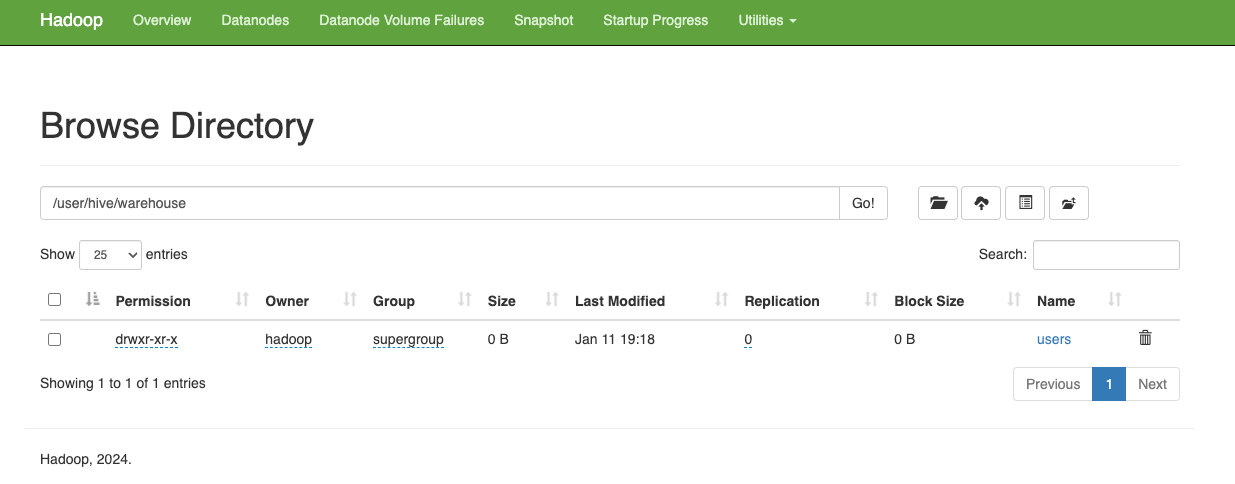 Hadoop Overview Datanodes Datanode Volume Failures Snapshot Startup Progress Utilities
Browse Directory
/user/hive/warehouse Go!
Show 25 entries Search:
Permission Owner Group Size Last Modified Replication Block Size Name
drwxr-xr-x hadoop supergroup 0 B Jan 11 19:18 0 0 B users
Showing 1 to 1 of 1 entries Previous 1 Next
Hadoop, 2024.